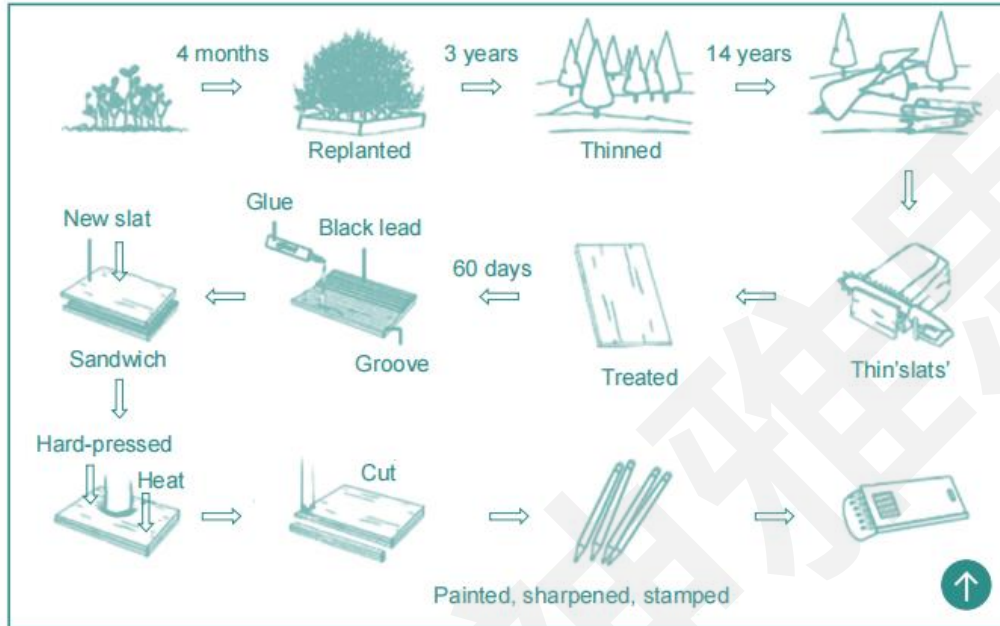 4 months
3 years
14 years
Replanted
Thinned
New slat
Glue
Black lead
60 days
Sandwich
Groove
Treated
Thin'slats'
Hard-pressed
Heat
Cut
Painted, sharpened, stamped